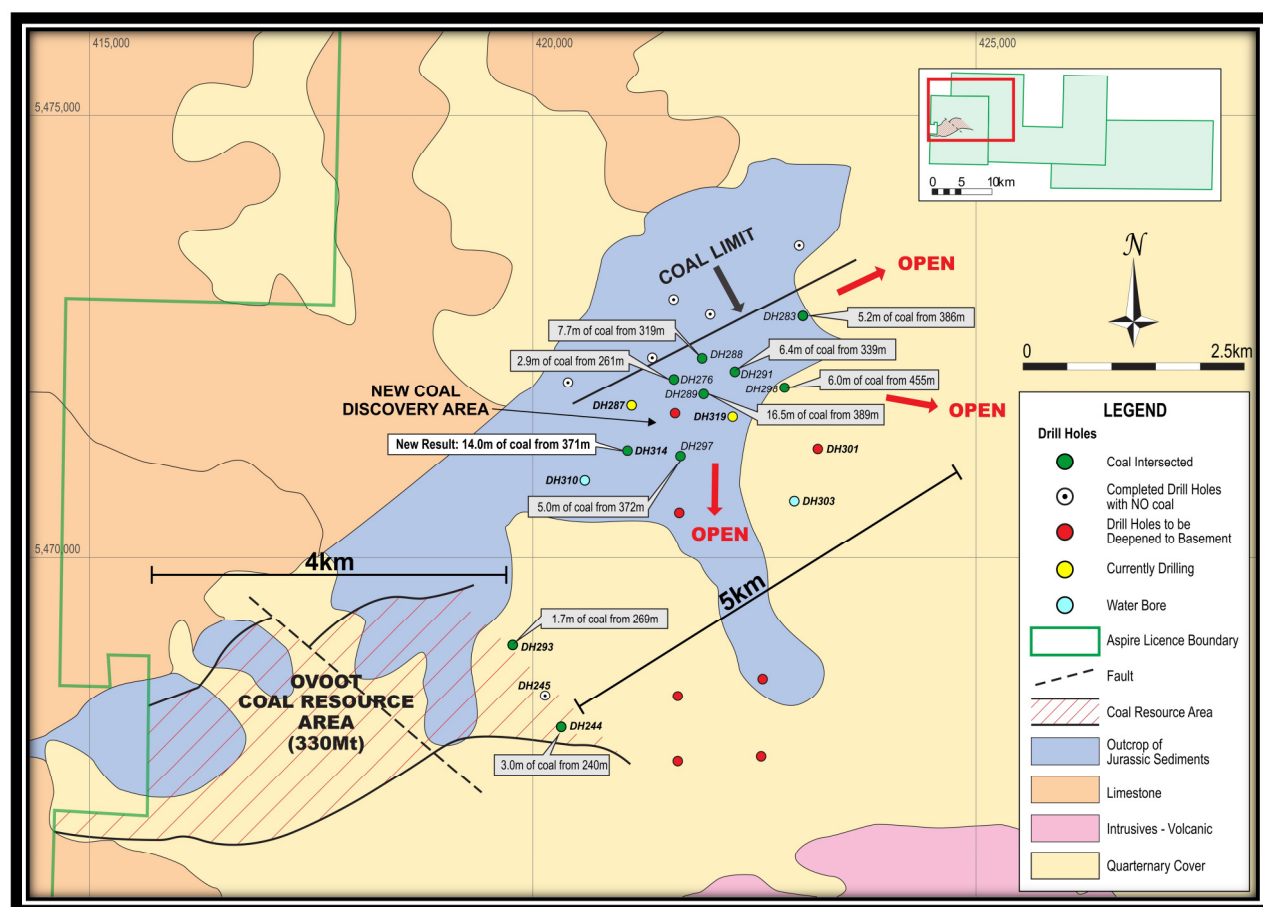 415,000
420,000
425,000
5,475,000
0 5 10km
COAL LIMIT
OPEN
N
DH283
5.2m of coal from 386m
7.7m of coal from 319m
DH288
6.4m of coal from 339m
0 2.5km
2.9m of coal from 261m
DH291
DH276
6.0m of coal from 455m
DH289
NEW COAL
DISCOVERY AREA
DH287
16.5m of coal from 389m
OPEN
DH319
New Result: 14.0m of coal from 371m
DH314
DH297
DH301
DH310
DH303
5.0m of coal from 372m
OPEN
5,470,000
4km
5km
1.7m of coal from 269m
DH293
OVOOT
COAL RESOURCE
AREA
(330Mt)
DH245
DH244
3.0m of coal from 240m
LEGEND
Drill Holes
Coal Intersected
Completed Drill Holes
with NO coal
Drill Holes to be
Deepened to Basement
Currently Drilling
Water Bore
Aspire Licence Boundary
Fault
Coal Resource Area
Outcrop of
Jurassic Sediments
Limestone
Intrusives - Volcanic
Quarternary Cover